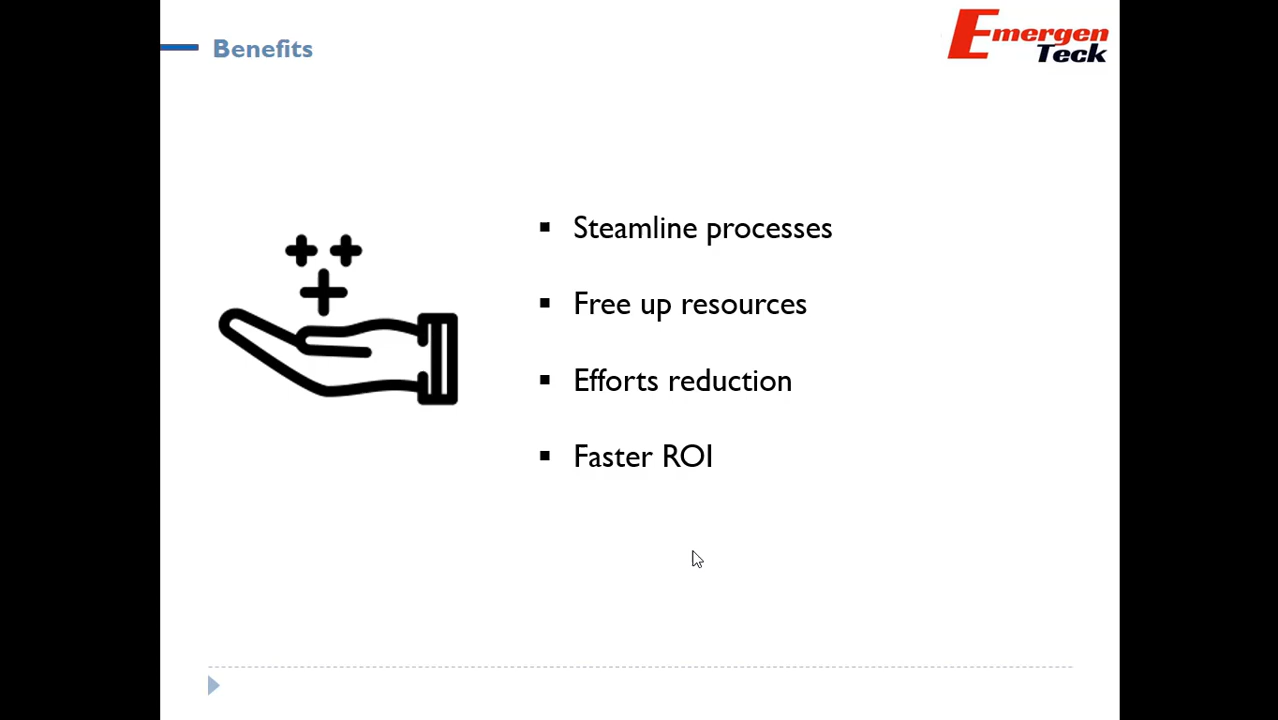 Benefits
Emergen
Teck
Steamline processes
Free up resources
Efforts reduction
Faster ROI